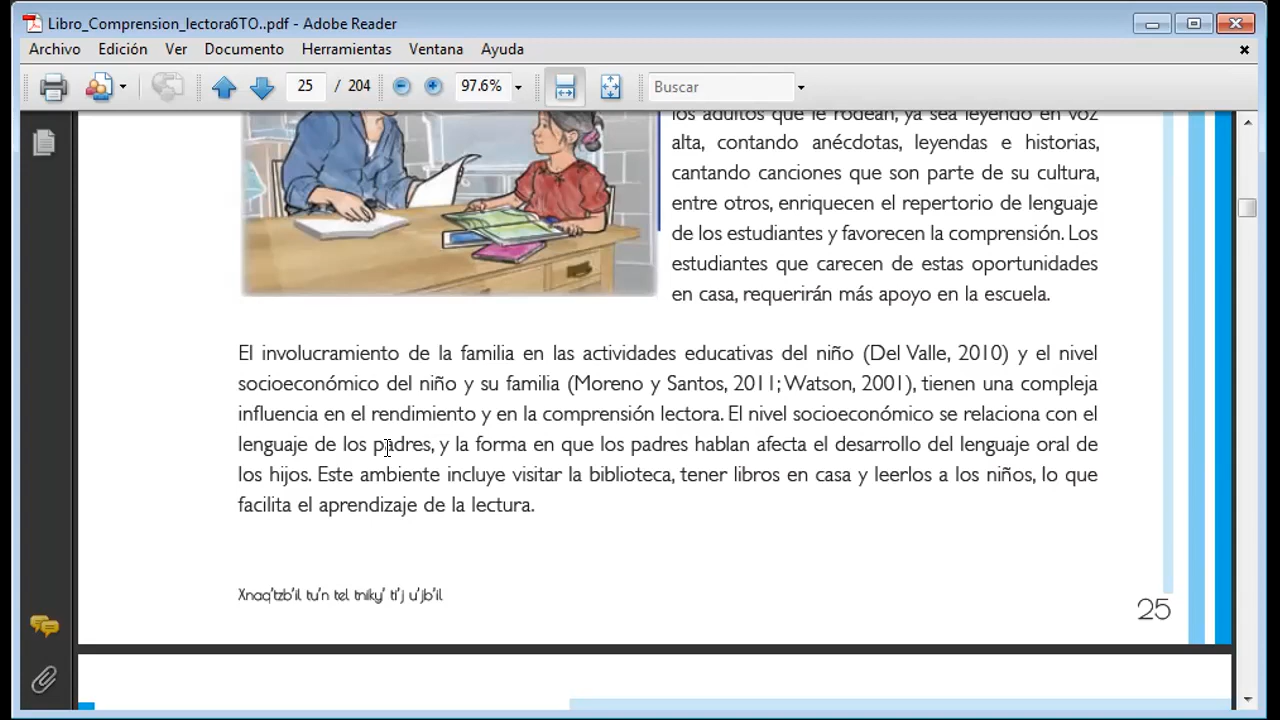 Libro_Comprension_lectora6TO..pdf - Adobe Reader
Archivo Edición Ver Documento Herramientas Ventana Ayuda
25 / 204 97.6% Buscar
los adultos que le rodean, ya sea leyendo en voz
alta, contando anécdotas, leyendas e historias,
cantando canciones que son parte de su cultura,
entre otros, enriquecen el repertorio de lenguaje
de los estudiantes y favorecen la comprensión. Los
estudiantes que carecen de estas oportunidades
en casa, requerirán más apoyo en la escuela.
El involucramiento de la familia en las actividades educativas del niño (Del Valle, 2010) y el nivel
socioeconómico del niño y su familia (Moreno y Santos, 2011; Watson, 2001), tienen una compleja
influencia en el rendimiento y en la comprensión lectora. El nivel socioeconómico se relaciona con el
lenguaje de los padres, y la forma en que los padres hablan afecta el desarrollo del lenguaje oral de
los hijos. Este ambiente incluye visitar la biblioteca, tener libros en casa y leerlos a los niños, lo que
facilita el aprendizaje de la lectura.
Xnaq'tzb'il tu'n tel tniky' ti'j u'jb'il
25